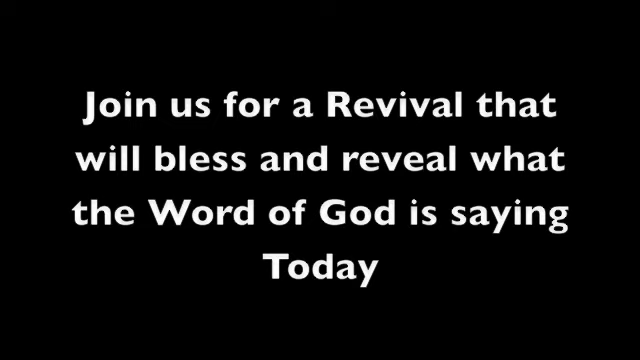 Join us for a Revival that
will bless and reveal what
the Word of God is saying
Today